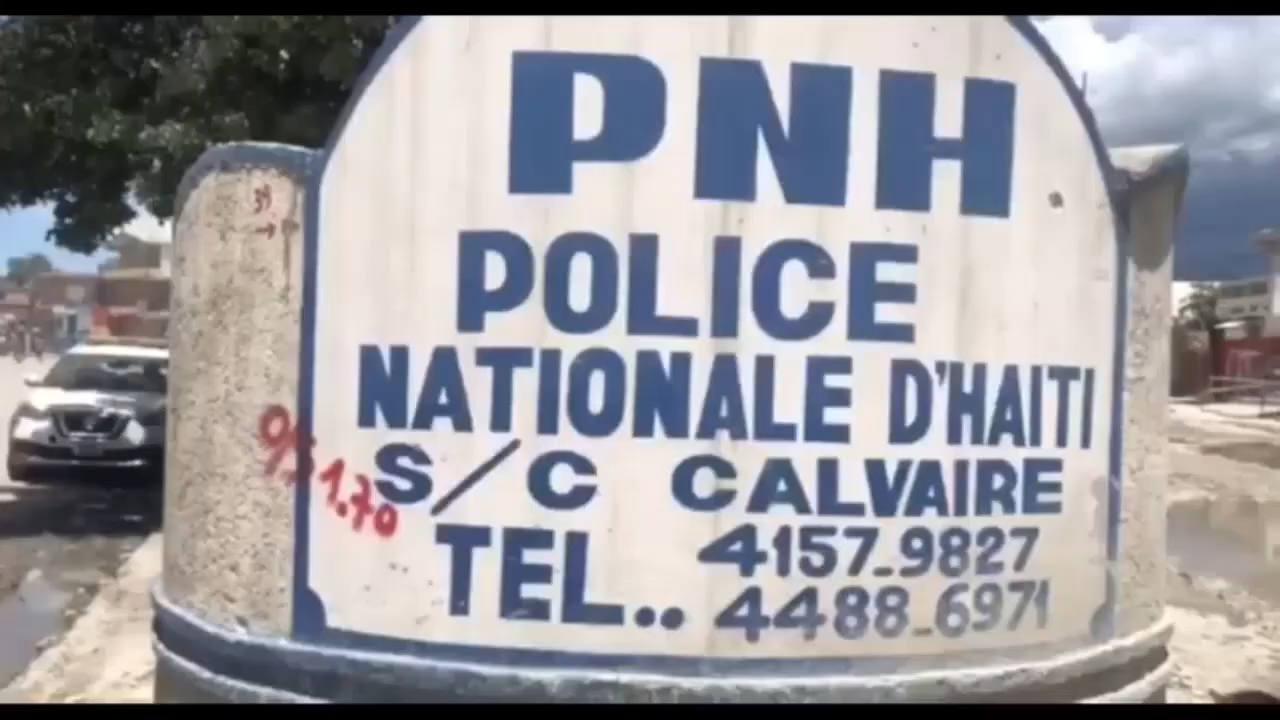 PNH
POLICE
NATIONALE D'HAITI
S/C CALVAIRE
TEL.. 4157-9827
4488-6971